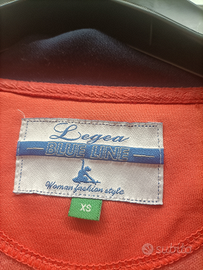 Legea
BLUE LINE
Woman fashion style
XS
subito